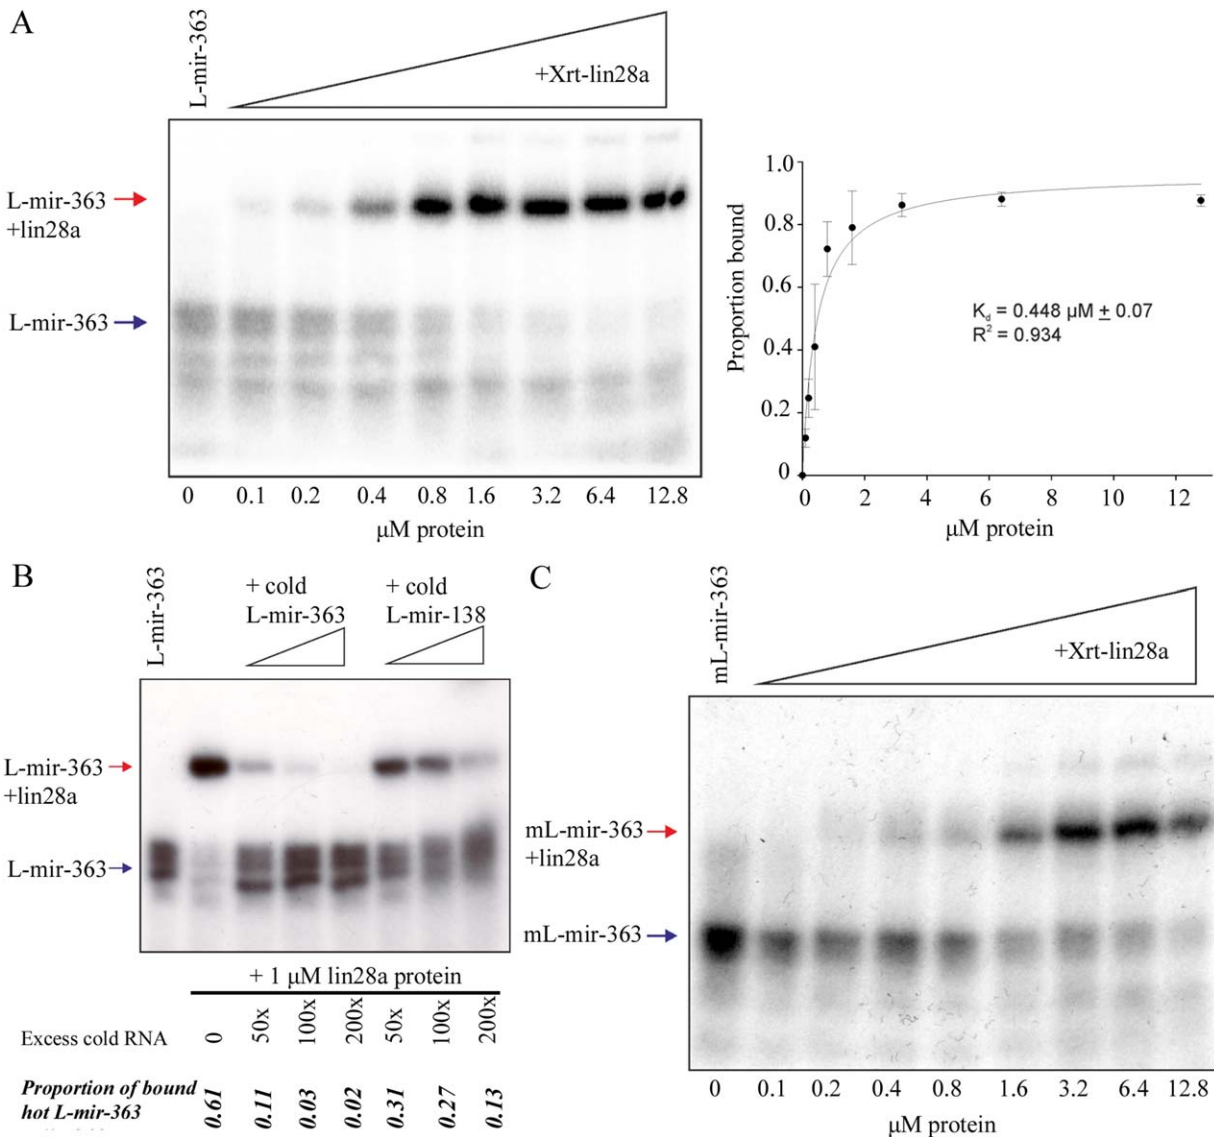 A
L-mir-363
+Xrt-lin28a
L-mir-363
+lin28a
L-mir-363
0 0.1 0.2 0.4 0.8 1.6 3.2 6.4 12.8
μM protein
1.0
0.8
0.6
0.4
0.2
0
Proportion bound
K_d = 0.448 μM ± 0.07
R² = 0.934
0 2 4 6 8 10 12
μM protein
B
L-mir-363
+ cold
L-mir-363
+ cold
L-mir-138
L-mir-363
+lin28a
L-mir-363
+ 1 μM lin28a protein
Excess cold RNA 0 50x 100x 200x 50x 100x 200x
Proportion of bound
hot L-mir-363 0.61 0.11 0.03 0.02 0.31 0.27 0.13
C
mL-mir-363
+Xrt-lin28a
mL-mir-363
+lin28a
mL-mir-363
0 0.1 0.2 0.4 0.8 1.6 3.2 6.4 12.8
μM protein